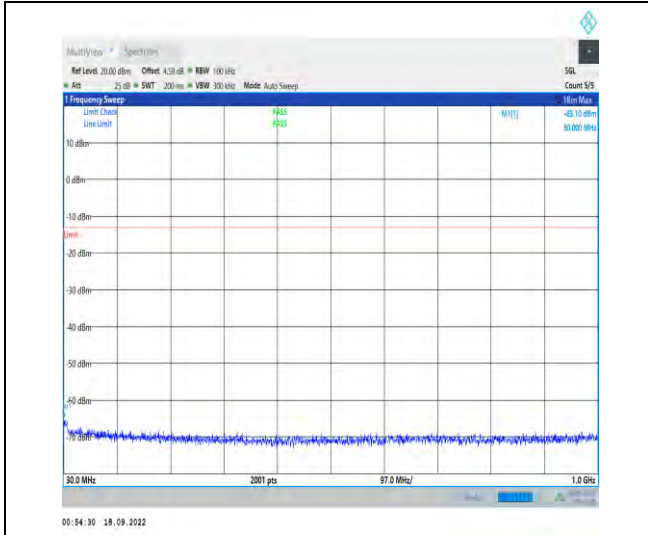 MultiView Spectrum
Ref Level 20.00 dBm Offset 4.59 dB RBW 100 kHz SGL
Att 25 dB SWT 200 ms VBW 300 kHz Mode Auto Sweep Count 5/5
1 Frequency Sweep 1Rm Max
Limit Check PASS M1[1] -65.10 dBm
Line Limit PASS 30.000 MHz
10 dBm
0 dBm
-10 dBm
Limit
-20 dBm
-30 dBm
-40 dBm
-50 dBm
-60 dBm
-70 dBm
30.0 MHz 2001 pts 97.0 MHz/ 1.0 GHz
00:54:30 18.09.2022